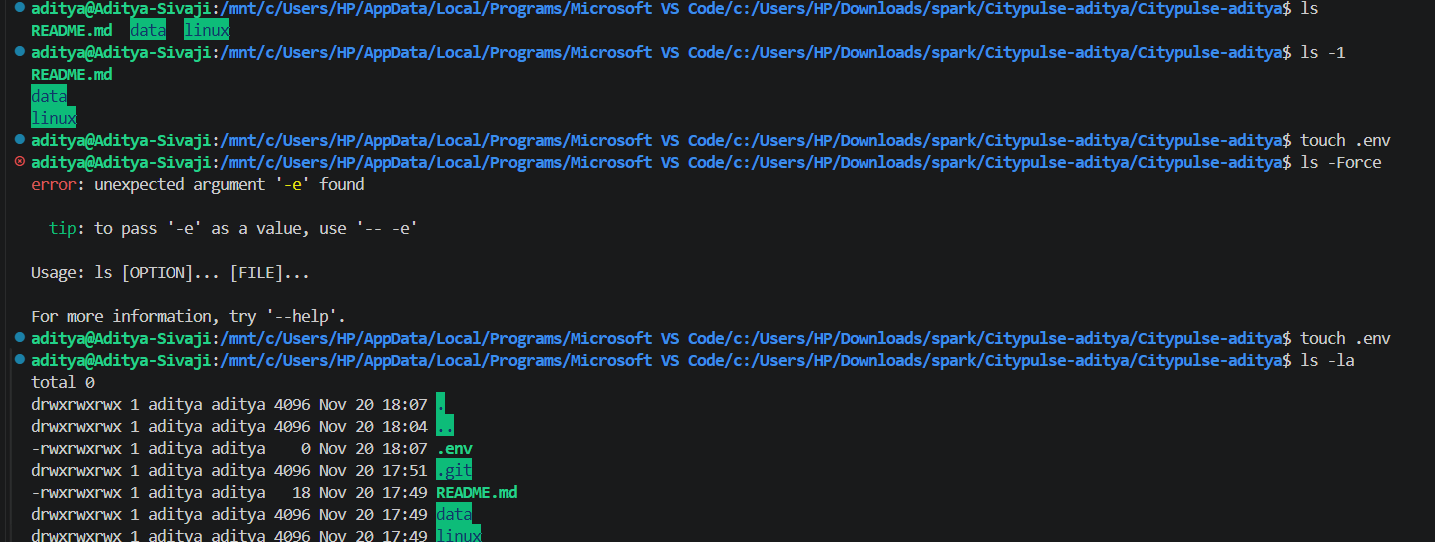 aditya@Aditya-Sivaji:/mnt/c/Users/HP/AppData/Local/Programs/Microsoft VS Code/c:/Users/HP/Downloads/spark/Citypulse-aditya/Citypulse-aditya$ ls
README.md  data  linux
aditya@Aditya-Sivaji:/mnt/c/Users/HP/AppData/Local/Programs/Microsoft VS Code/c:/Users/HP/Downloads/spark/Citypulse-aditya/Citypulse-aditya$ ls -1
README.md
data
linux
aditya@Aditya-Sivaji:/mnt/c/Users/HP/AppData/Local/Programs/Microsoft VS Code/c:/Users/HP/Downloads/spark/Citypulse-aditya/Citypulse-aditya$ touch .env
aditya@Aditya-Sivaji:/mnt/c/Users/HP/AppData/Local/Programs/Microsoft VS Code/c:/Users/HP/Downloads/spark/Citypulse-aditya/Citypulse-aditya$ ls -Force
error: unexpected argument '-e' found
tip: to pass '-e' as a value, use '-- -e'
Usage: ls [OPTION]... [FILE]...
For more information, try '--help'.
aditya@Aditya-Sivaji:/mnt/c/Users/HP/AppData/Local/Programs/Microsoft VS Code/c:/Users/HP/Downloads/spark/Citypulse-aditya/Citypulse-aditya$ touch .env
aditya@Aditya-Sivaji:/mnt/c/Users/HP/AppData/Local/Programs/Microsoft VS Code/c:/Users/HP/Downloads/spark/Citypulse-aditya/Citypulse-aditya$ ls -la
total 0
drwxrwxrwx 1 aditya aditya 4096 Nov 20 18:07 .
drwxrwxrwx 1 aditya aditya 4096 Nov 20 18:04 ..
-rwxrwxrwx 1 aditya aditya    0 Nov 20 18:07 .env
drwxrwxrwx 1 aditya aditya 4096 Nov 20 17:51 .git
-rwxrwxrwx 1 aditya aditya   18 Nov 20 17:49 README.md
drwxrwxrwx 1 aditya aditya 4096 Nov 20 17:49 data
drwxrwxrwx 1 aditya aditya 4096 Nov 20 17:49 linux